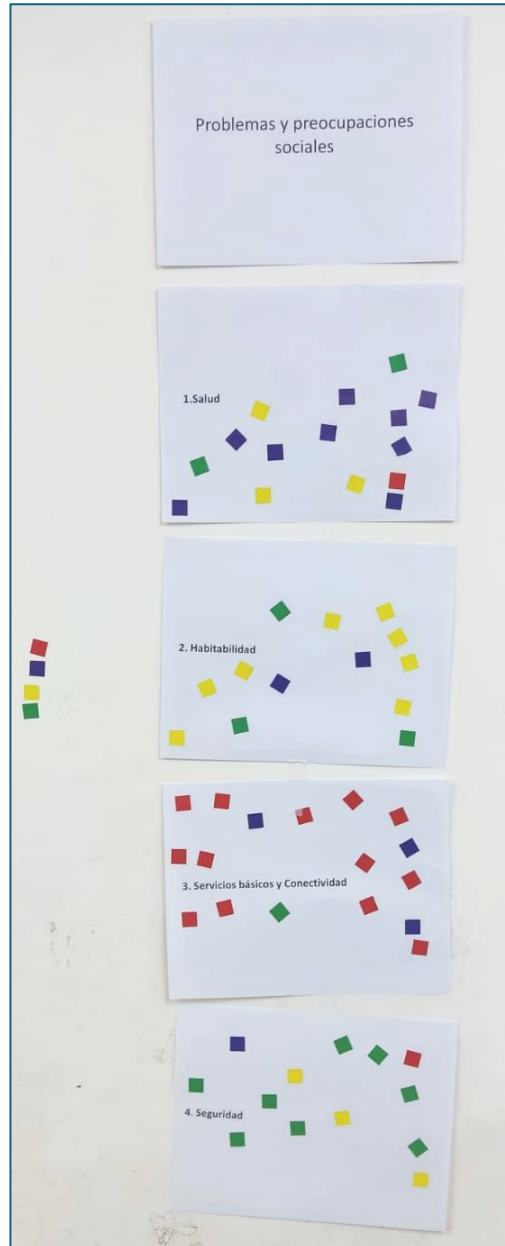 Problemas y preocupaciones
sociales
1.Salud
2. Habitabilidad
3. Servicios básicos y Conectividad
4. Seguridad